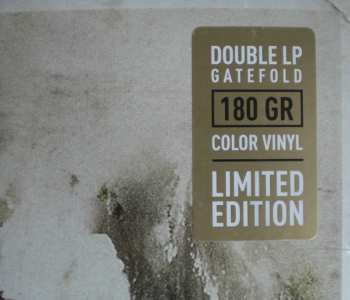 DOUBLE LP
GATEFOLD
180 GR
COLOR VINYL
LIMITED
EDITION